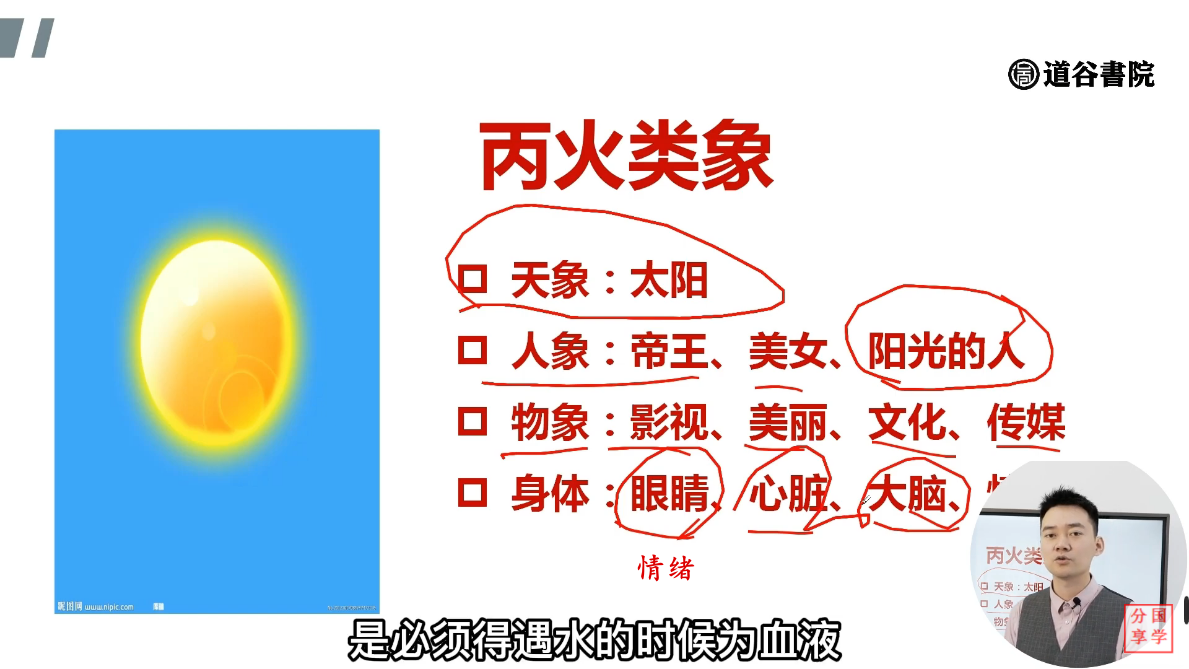 道谷書院
丙火类象
天象：太阳
人象：帝王、美女、阳光的人
物象：影视、美丽、文化、传媒
身体：眼睛、心脏、大脑、
情绪
丙火类
天象：太阳
人象
物象
分国
享学
昵图网 www.nipic.com
是必须得遇水的时候为血液